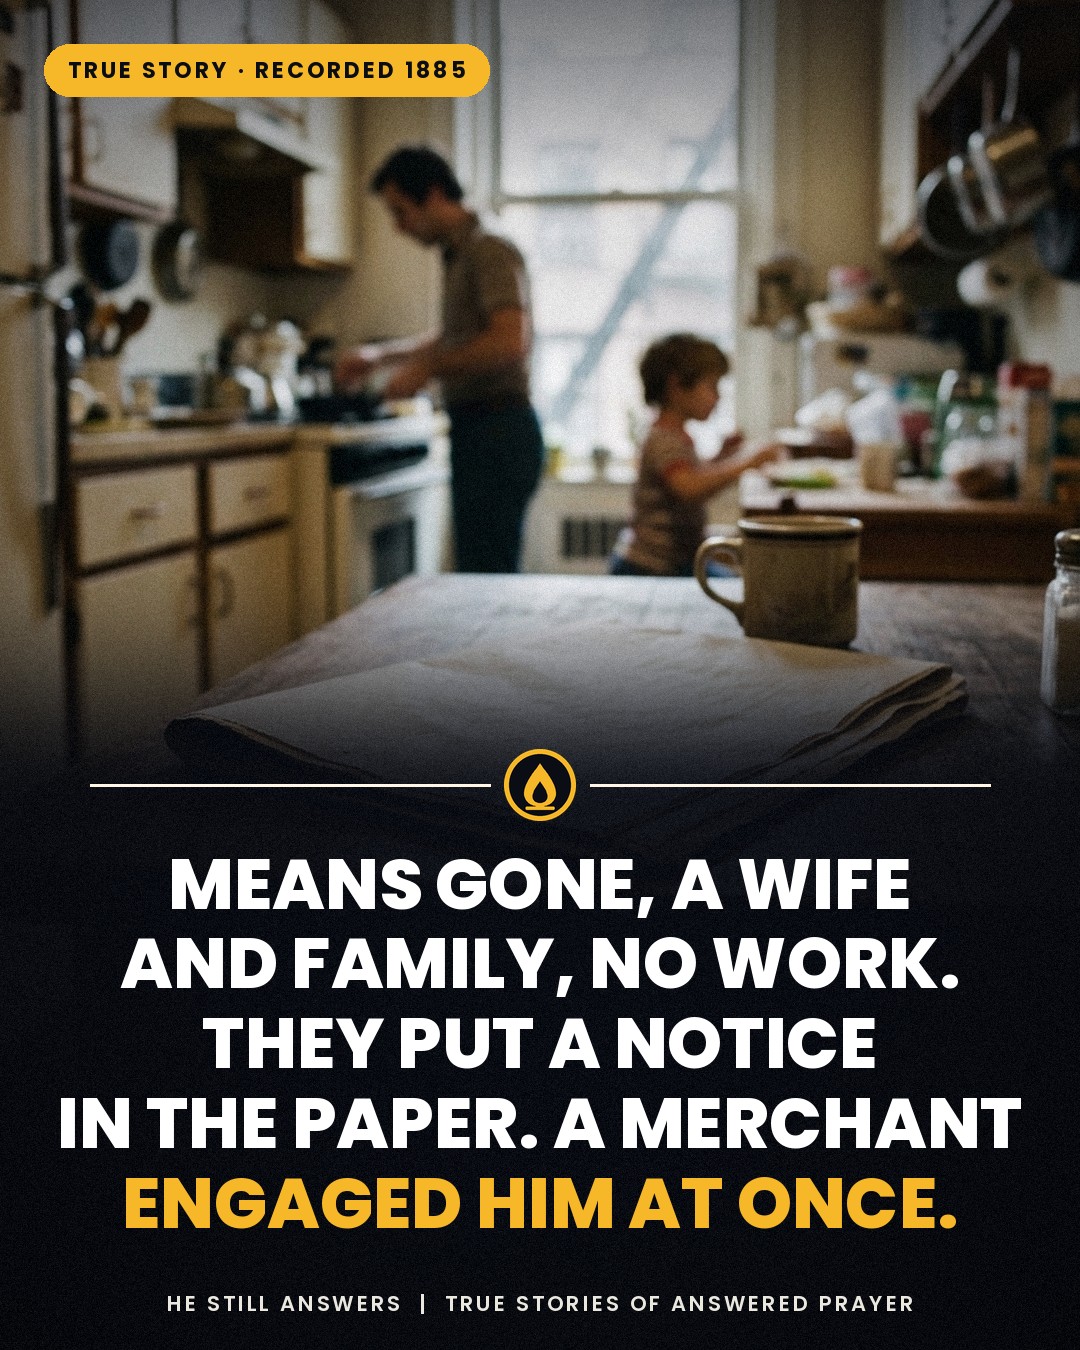 TRUE STORY · RECORDED 1885
MEANS GONE, A WIFE
AND FAMILY, NO WORK.
THEY PUT A NOTICE
IN THE PAPER. A MERCHANT
ENGAGED HIM AT ONCE.
HE STILL ANSWERS | TRUE STORIES OF ANSWERED PRAYER